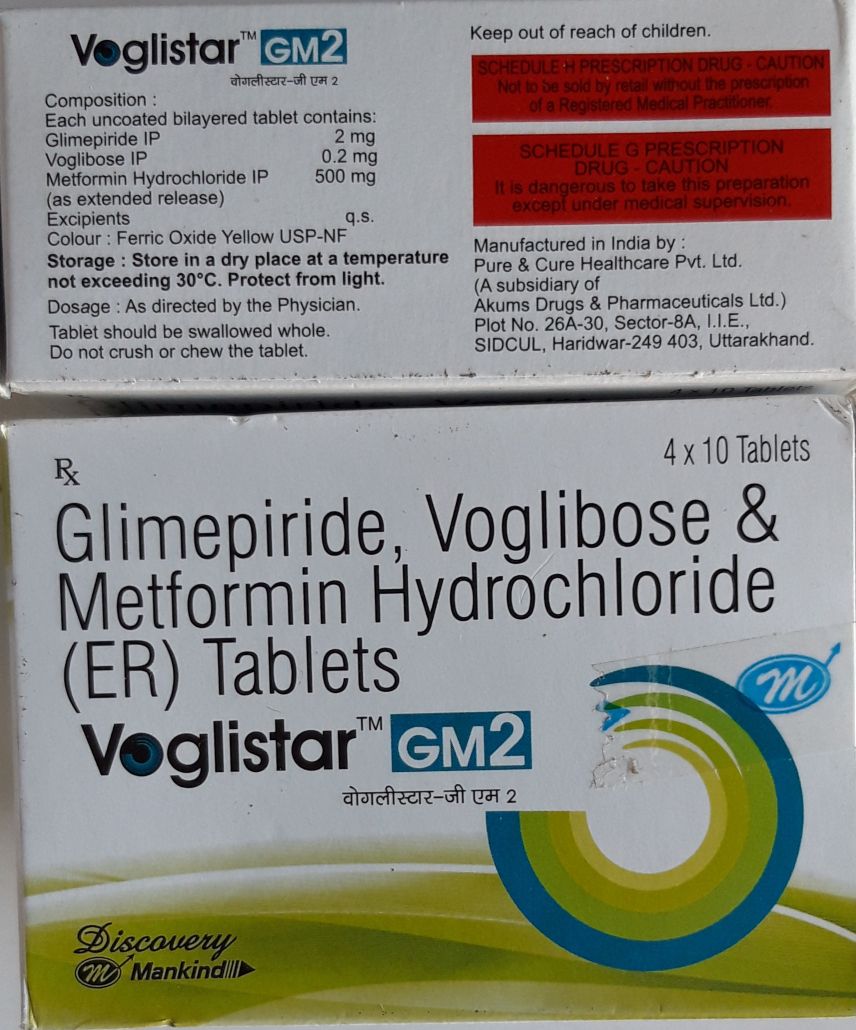 Voglistar™ GM2
वोगलीस्टार-जी एम 2
Composition :
Each uncoated bilayered tablet contains:
Glimepiride IP 2 mg
Voglibose IP 0.2 mg
Metformin Hydrochloride IP 500 mg
(as extended release)
Excipients q.s.
Colour : Ferric Oxide Yellow USP-NF
Storage : Store in a dry place at a temperature
not exceeding 30°C. Protect from light.
Dosage : As directed by the Physician.
Tablet should be swallowed whole.
Do not crush or chew the tablet.
Keep out of reach of children.
SCHEDULE H PRESCRIPTION DRUG - CAUTION
Not to be sold by retail without the prescription
of a Registered Medical Practitioner.
SCHEDULE G PRESCRIPTION
DRUG - CAUTION
It is dangerous to take this preparation
except under medical supervision.
Manufactured in India by :
Pure & Cure Healthcare Pvt. Ltd.
(A subsidiary of
Akums Drugs & Pharmaceuticals Ltd.)
Plot No. 26A-30, Sector-8A, I.I.E.,
SIDCUL, Haridwar-249 403, Uttarakhand.
4 x 10 Tablets
Rx
4 x 10 Tablets
Glimepiride, Voglibose &
Metformin Hydrochloride
(ER) Tablets
m
Voglistar™ GM2
वोगलीस्टार-जी एम 2
Discovery
m Mankind